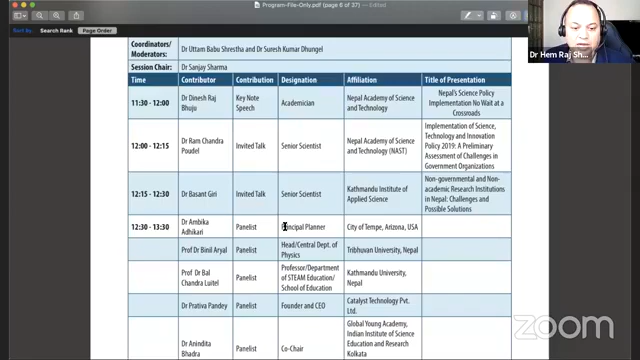 Program-File-Only.pdf (page 6 of 37) — Edited
Sort by: Search Rank Page Order
Coordinators/
Moderators:
Dr Uttam Babu Shrestha and Dr Suresh Kumar Dhungel
Session Chair: Dr Sanjay Sharma
Time Contributor Contribution Designation Affiliation Title of Presentation
11:30 - 12:00
Dr Dinesh Raj
Bhuju
Key Note
Speech
Academician
Nepal Academy of Science
and Technology
Nepal's Science Policy
Implementation No Wait at a
Crossroads
12:00 - 12:15
Dr Ram Chandra
Poudel
Invited Talk
Senior Scientist
Nepal Academy of Science
and Technology (NAST)
Implementation of Science,
Technology and Innovation
Policy 2019: A Preliminary
Assessment of Challenges in
Government Organizations
12:15 - 12:30
Dr Basant Giri
Invited Talk
Senior Scientist
Kathmandu Institute of
Applied Science
Non-governmental and Non-
academic Research Institutions
in Nepal: Challenges and
Possible Solutions
12:30 - 13:30
Dr Ambika
Adhikari
Panelist
Principal Planner
City of Tempe, Arizona, USA
Prof Dr Binil Aryal
Panelist
Head/Central Dept. of
Physics
Tribhuvan University, Nepal
Prof Dr Bal
Chandra Luitel
Panelist
Professor/Department
of STEAM Education/
School of Education
Kathmandu University,
Nepal
Dr Prativa Pandey
Panelist
Founder and CEO
Catalyst Technology Pvt.
Ltd.
Dr Anindita
Bhadra
Panelist
Co-Chair
Global Young Academy,
Indian Institute of Science
Education and Research
Kolkata
Dr Hem Raj Sh...
zoom